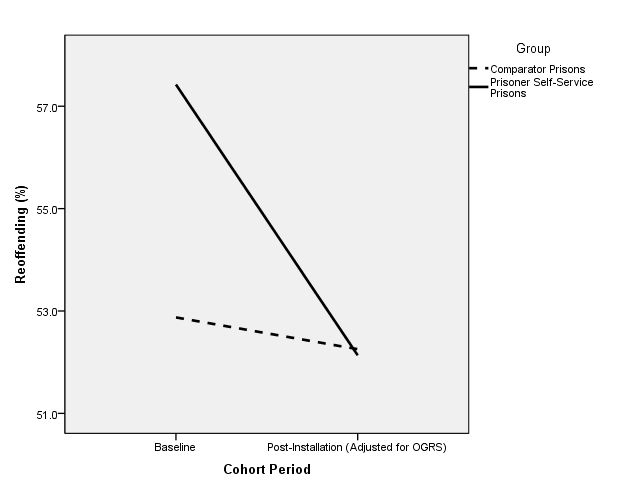 Group
Comparator Prisons
Prisoner Self-Service
Prisons
Reoffending (%)
57.0
55.0
53.0
51.0
Baseline
Post-Installation (Adjusted for OGRS)
Cohort Period